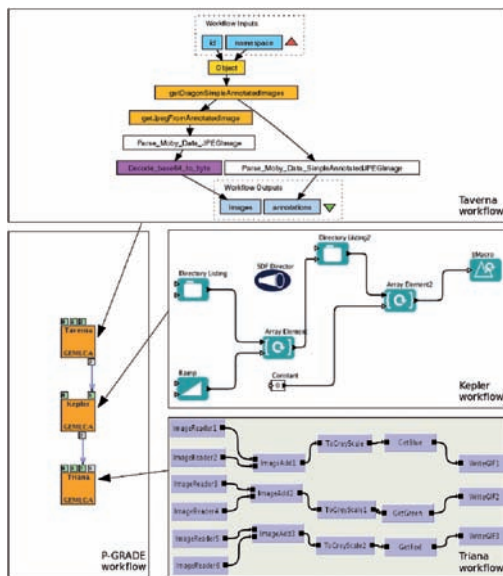 Workflow Inputs
id namespace
Object
getDragonSimpleAnnotatedImages
getJpegFromAnnotatedImage
Parse_Moby_Data_JPEGImage
Decode_base64_to_byte Parse_Moby_Data_SimpleAnnotatedJPEGImage
Workflow Outputs
images annotations
Taverna
workflow
Taverna
GEMLCA
Kepler
GEMLCA
Triana
GEMLCA
P-GRADE
workflow
Directory Listing2
Directory Listing
SDF Director
IJMacro
Array Element2
Array Element
Ramp
Constant
Kepler
workflow
ImageReader1
ImageReader2
ImageReader3
ImageReader4
ImageReader5
ImageReader6
ImageAdd1
ImageAdd2
ImageAdd3
ToGreyScale
ToGreyScale1
ToGreyScale2
GetBlue
GetGreen
GetRed
WriteGIF1
WriteGIF2
WriteGIF3
Triana
workflow